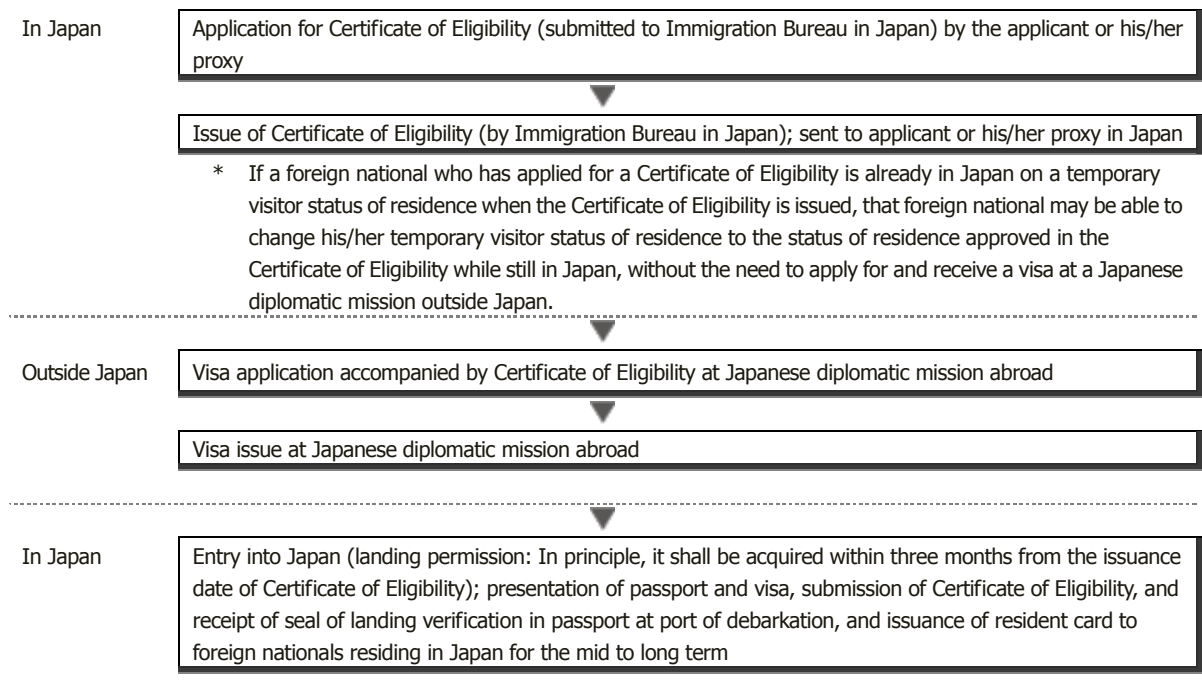 In Japan
Application for Certificate of Eligibility (submitted to Immigration Bureau in Japan) by the applicant or his/her
proxy
Issue of Certificate of Eligibility (by Immigration Bureau in Japan); sent to applicant or his/her proxy in Japan
* If a foreign national who has applied for a Certificate of Eligibility is already in Japan on a temporary
visitor status of residence when the Certificate of Eligibility is issued, that foreign national may be able to
change his/her temporary visitor status of residence to the status of residence approved in the
Certificate of Eligibility while still in Japan, without the need to apply for and receive a visa at a Japanese
diplomatic mission outside Japan.
Outside Japan
Visa application accompanied by Certificate of Eligibility at Japanese diplomatic mission abroad
Visa issue at Japanese diplomatic mission abroad
In Japan
Entry into Japan (landing permission: In principle, it shall be acquired within three months from the issuance
date of Certificate of Eligibility); presentation of passport and visa, submission of Certificate of Eligibility, and
receipt of seal of landing verification in passport at port of debarkation, and issuance of resident card to
foreign nationals residing in Japan for the mid to long term